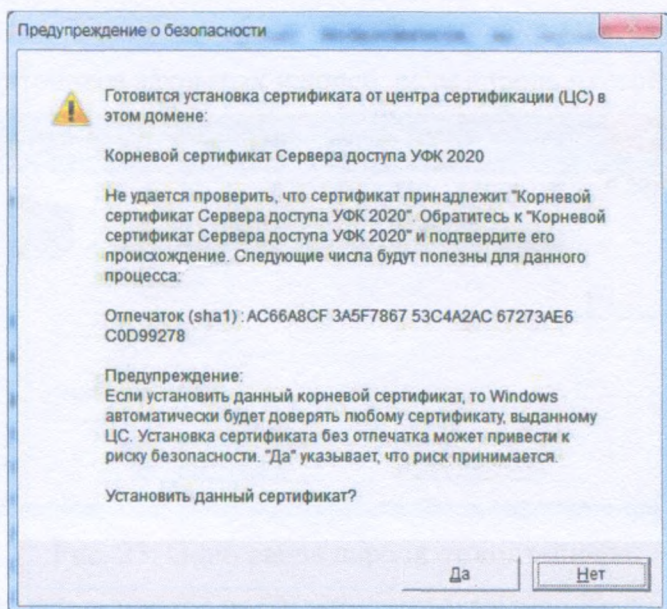 Предупреждение о безопасности
Готовится установка сертификата от центра сертификации (ЦС) в
этом домене:
Корневой сертификат Сервера доступа УФК 2020
Не удается проверить, что сертификат принадлежит "Корневой
сертификат Сервера доступа УФК 2020". Обратитесь к "Корневой
сертификат Сервера доступа УФК 2020" и подтвердите его
происхождение. Следующие числа будут полезны для данного
процесса:
Отпечаток (sha1) : AC66A8CF 3A5F7867 53C4A2AC 67273AE6
C0D99278
Предупреждение:
Если установить данный корневой сертификат, то Windows
автоматически будет доверять любому сертификату, выданному
ЦС. Установка сертификата без отпечатка может привести к
риску безопасности. "Да" указывает, что риск принимается.
Установить данный сертификат?
Да
Нет